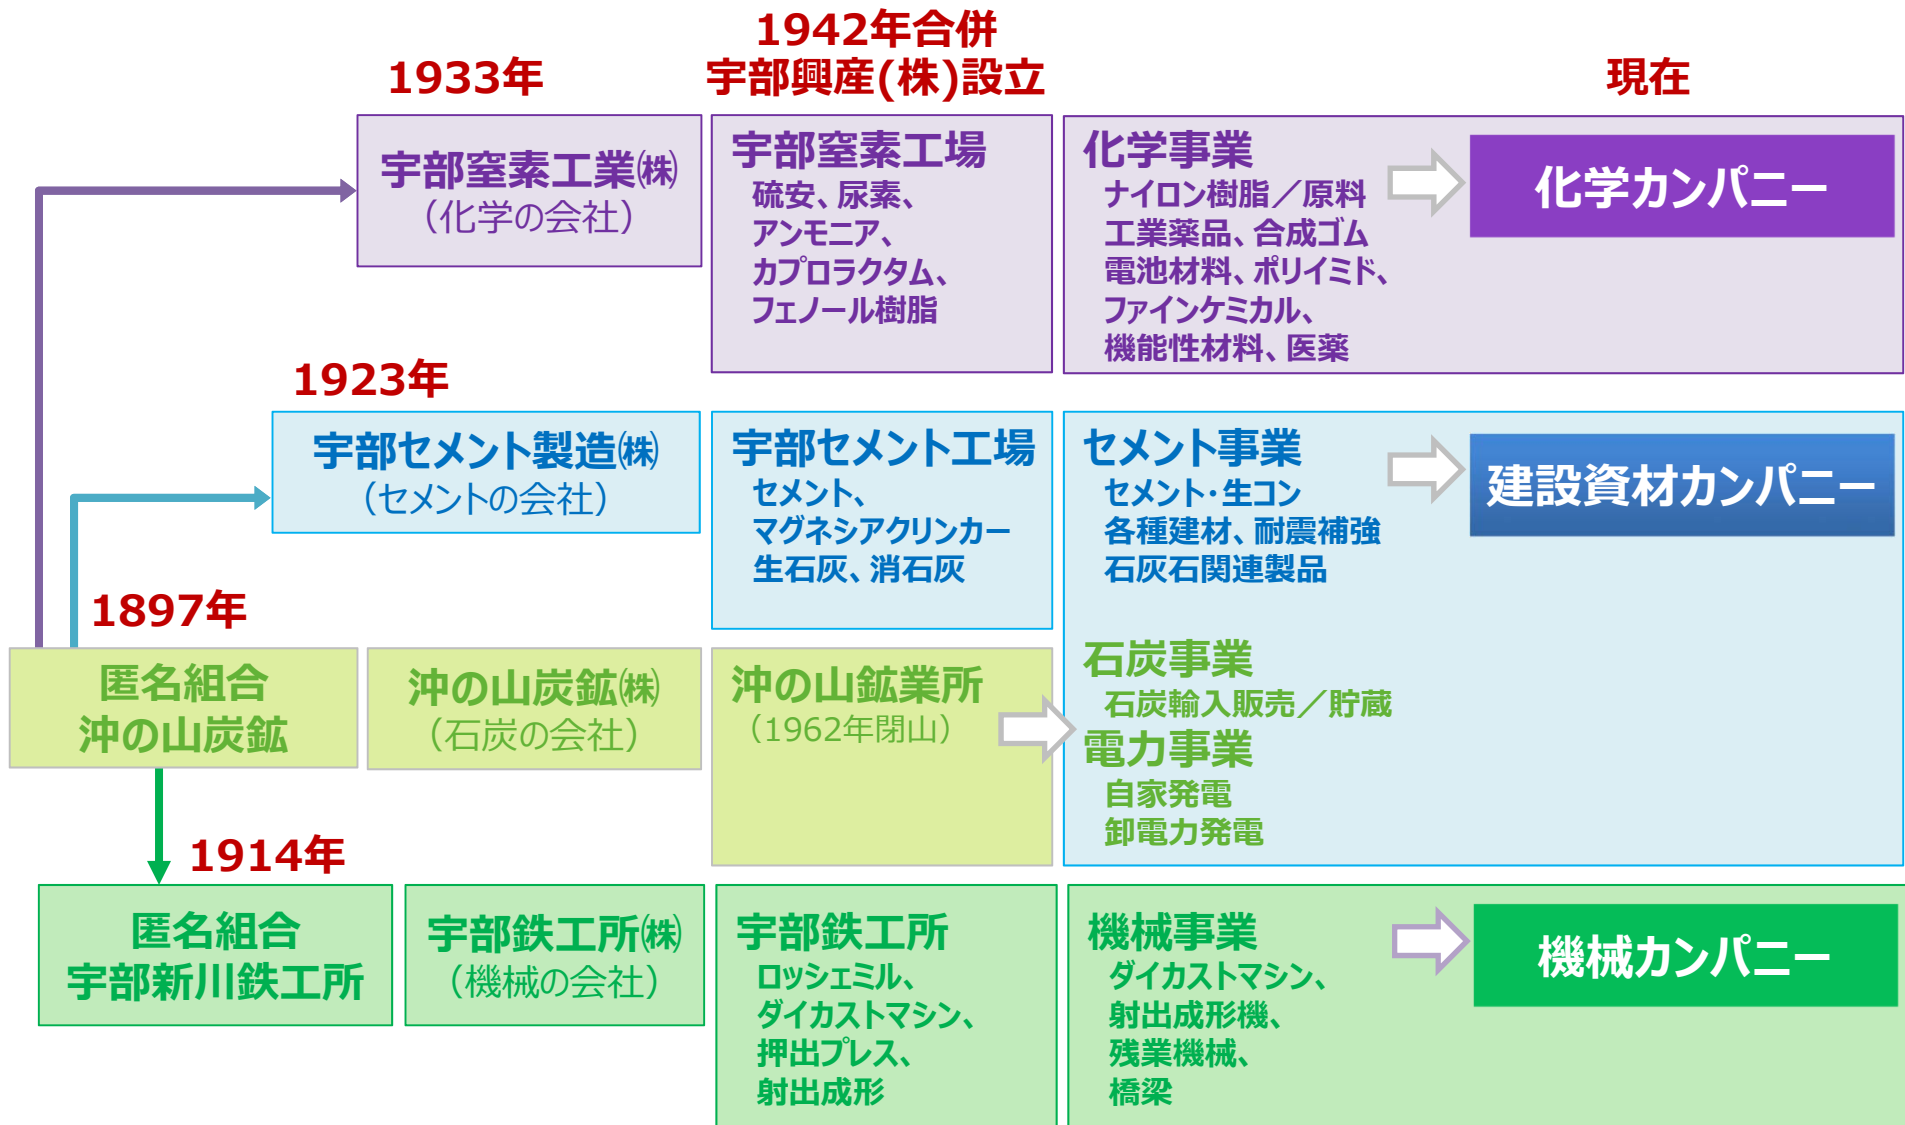 1933年
1942年合併
宇部興産(株)設立
現在
宇部窒素工業㈱
（化学の会社）
宇部窒素工場
硫安、尿素、
アンモニア、
カプロラクタム、
フェノール樹脂
化学事業
ナイロン樹脂／原料
工業薬品、合成ゴム
電池材料、ポリイミド、
ファインケミカル、
機能性材料、医薬
化学カンパニー
1923年
宇部セメント製造㈱
（セメントの会社）
宇部セメント工場
セメント、
マグネシアクリンカー
生石灰、消石灰
セメント事業
セメント・生コン
各種建材、耐震補強
石灰石関連製品
建設資材カンパニー
1897年
匿名組合
沖の山炭鉱
沖の山炭鉱㈱
（石炭の会社）
沖の山鉱業所
（1962年閉山）
石炭事業
石炭輸入販売／貯蔵
電力事業
自家発電
卸電力発電
1914年
匿名組合
宇部新川鉄工所
宇部鉄工所㈱
（機械の会社）
宇部鉄工所
ロッシェミル、
ダイカストマシン、
押出プレス、
射出成形
機械事業
ダイカストマシン、
射出成形機、
残業機械、
橋梁
機械カンパニー